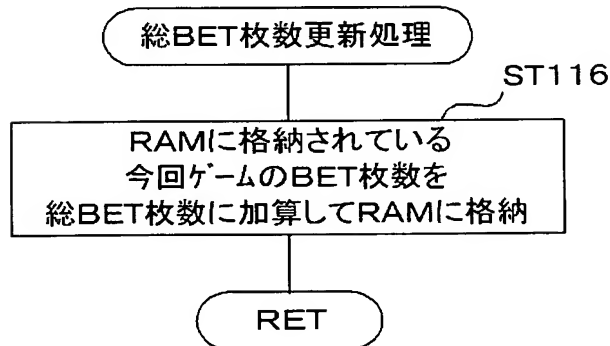 総BET枚数更新処理
ST116
RAMに格納されている
今回ｹﾞｰﾑのBET枚数を
総BET枚数に加算してRAMに格納
RET